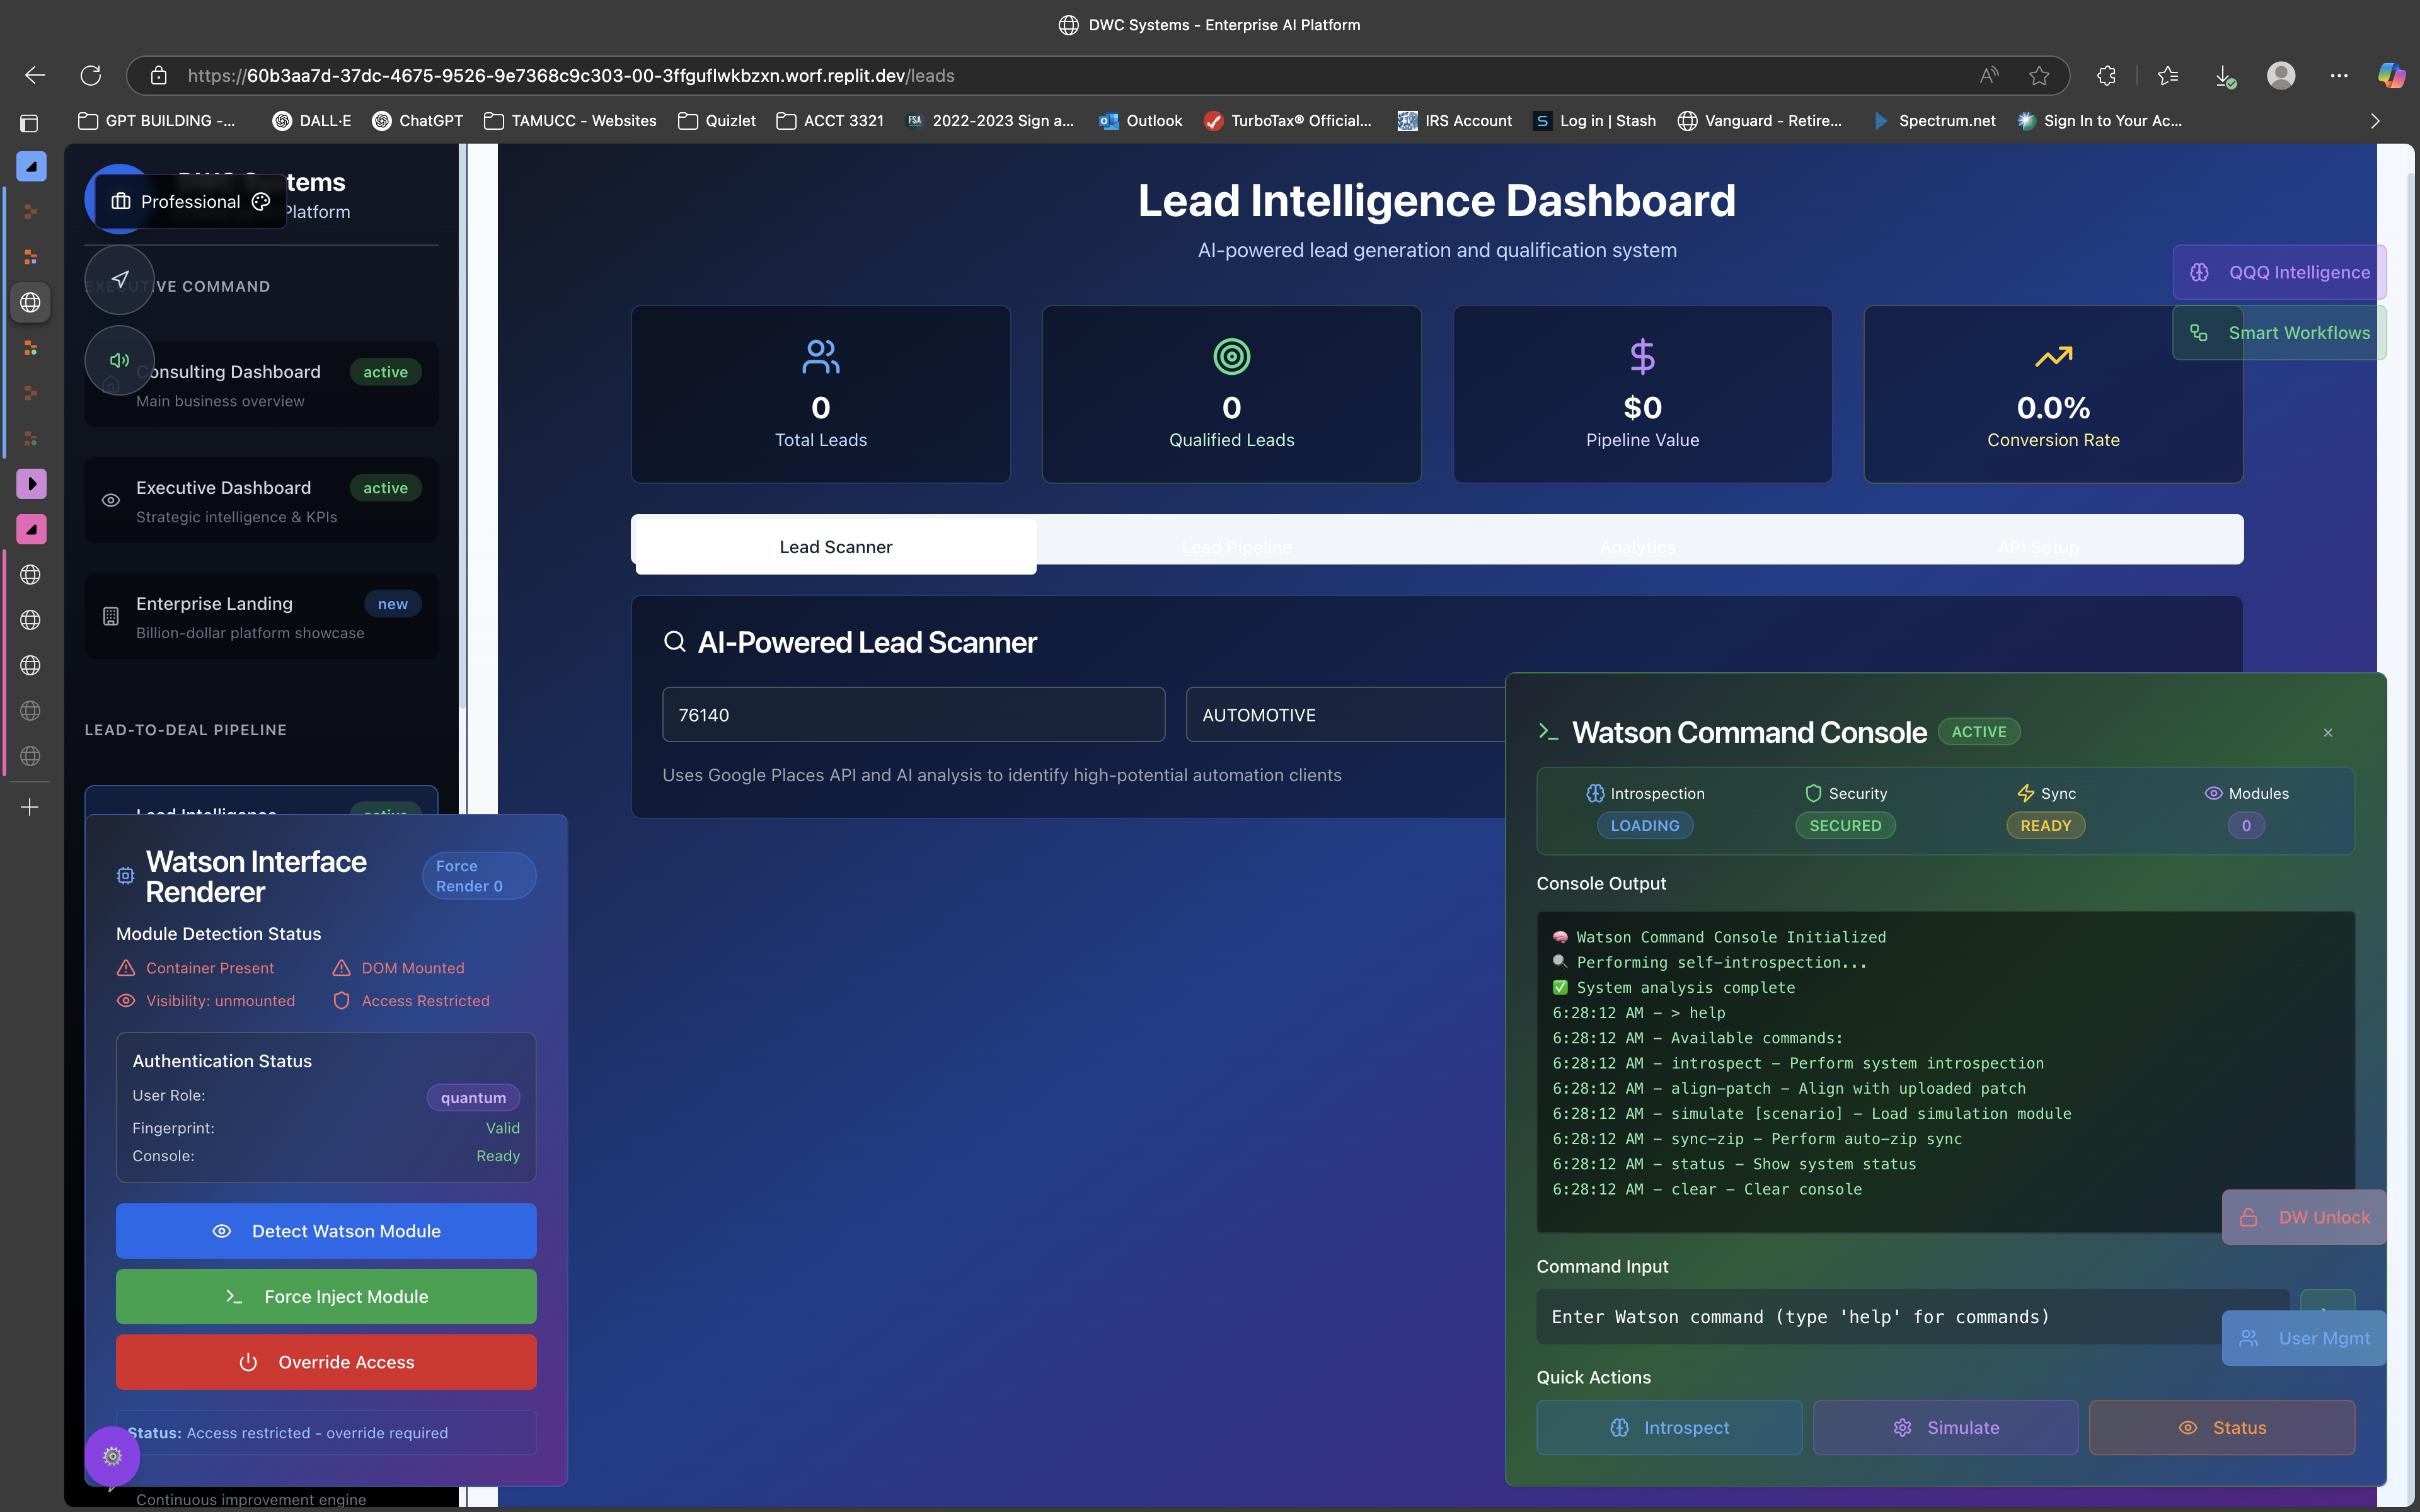 DWC Systems - Enterprise AI Platform
https://60b3aa7d-37dc-4675-9526-9e7368c9c303-00-3ffguflwkbzxn.worf.replit.dev/leads
GPT BUILDING -...
DALL·E
ChatGPT
TAMUCC - Websites
Quizlet
ACCT 3321
FSA
2022-2023 Sign a...
Outlook
TurboTax® Official...
IRS Account
S
Log in | Stash
Vanguard - Retire...
Spectrum.net
Sign In to Your Ac...
DWC Systems
Professional
Platform
EXECUTIVE COMMAND
Consulting Dashboard
active
Main business overview
Executive Dashboard
active
Strategic intelligence & KPIs
Enterprise Landing
new
Billion-dollar platform showcase
LEAD-TO-DEAL PIPELINE
Lead Intelligence
active
Watson Interface
Renderer
Force
Render 0
Module Detection Status
Container Present
DOM Mounted
Visibility: unmounted
Access Restricted
Authentication Status
User Role:
quantum
Fingerprint:
Valid
Console:
Ready
Detect Watson Module
Force Inject Module
Override Access
Status: Access restricted - override required
Continuous improvement engine
Lead Intelligence Dashboard
AI-powered lead generation and qualification system
QQQ Intelligence
Smart Workflows
0
Total Leads
0
Qualified Leads
$0
Pipeline Value
0.0%
Conversion Rate
Lead Scanner
Lead Pipeline
Analytics
API Setup
AI-Powered Lead Scanner
76140
AUTOMOTIVE
Uses Google Places API and AI analysis to identify high-potential automation clients
Watson Command Console
ACTIVE
×
Introspection
LOADING
Security
SECURED
Sync
READY
Modules
0
Console Output
Watson Command Console Initialized
Performing self-introspection...
System analysis complete
6:28:12 AM - > help
6:28:12 AM - Available commands:
6:28:12 AM - introspect - Perform system introspection
6:28:12 AM - align-patch - Align with uploaded patch
6:28:12 AM - simulate [scenario] - Load simulation module
6:28:12 AM - sync-zip - Perform auto-zip sync
6:28:12 AM - status - Show system status
6:28:12 AM - clear - Clear console
DW Unlock
Command Input
Enter Watson command (type 'help' for commands)
User Mgmt
Quick Actions
Introspect
Simulate
Status